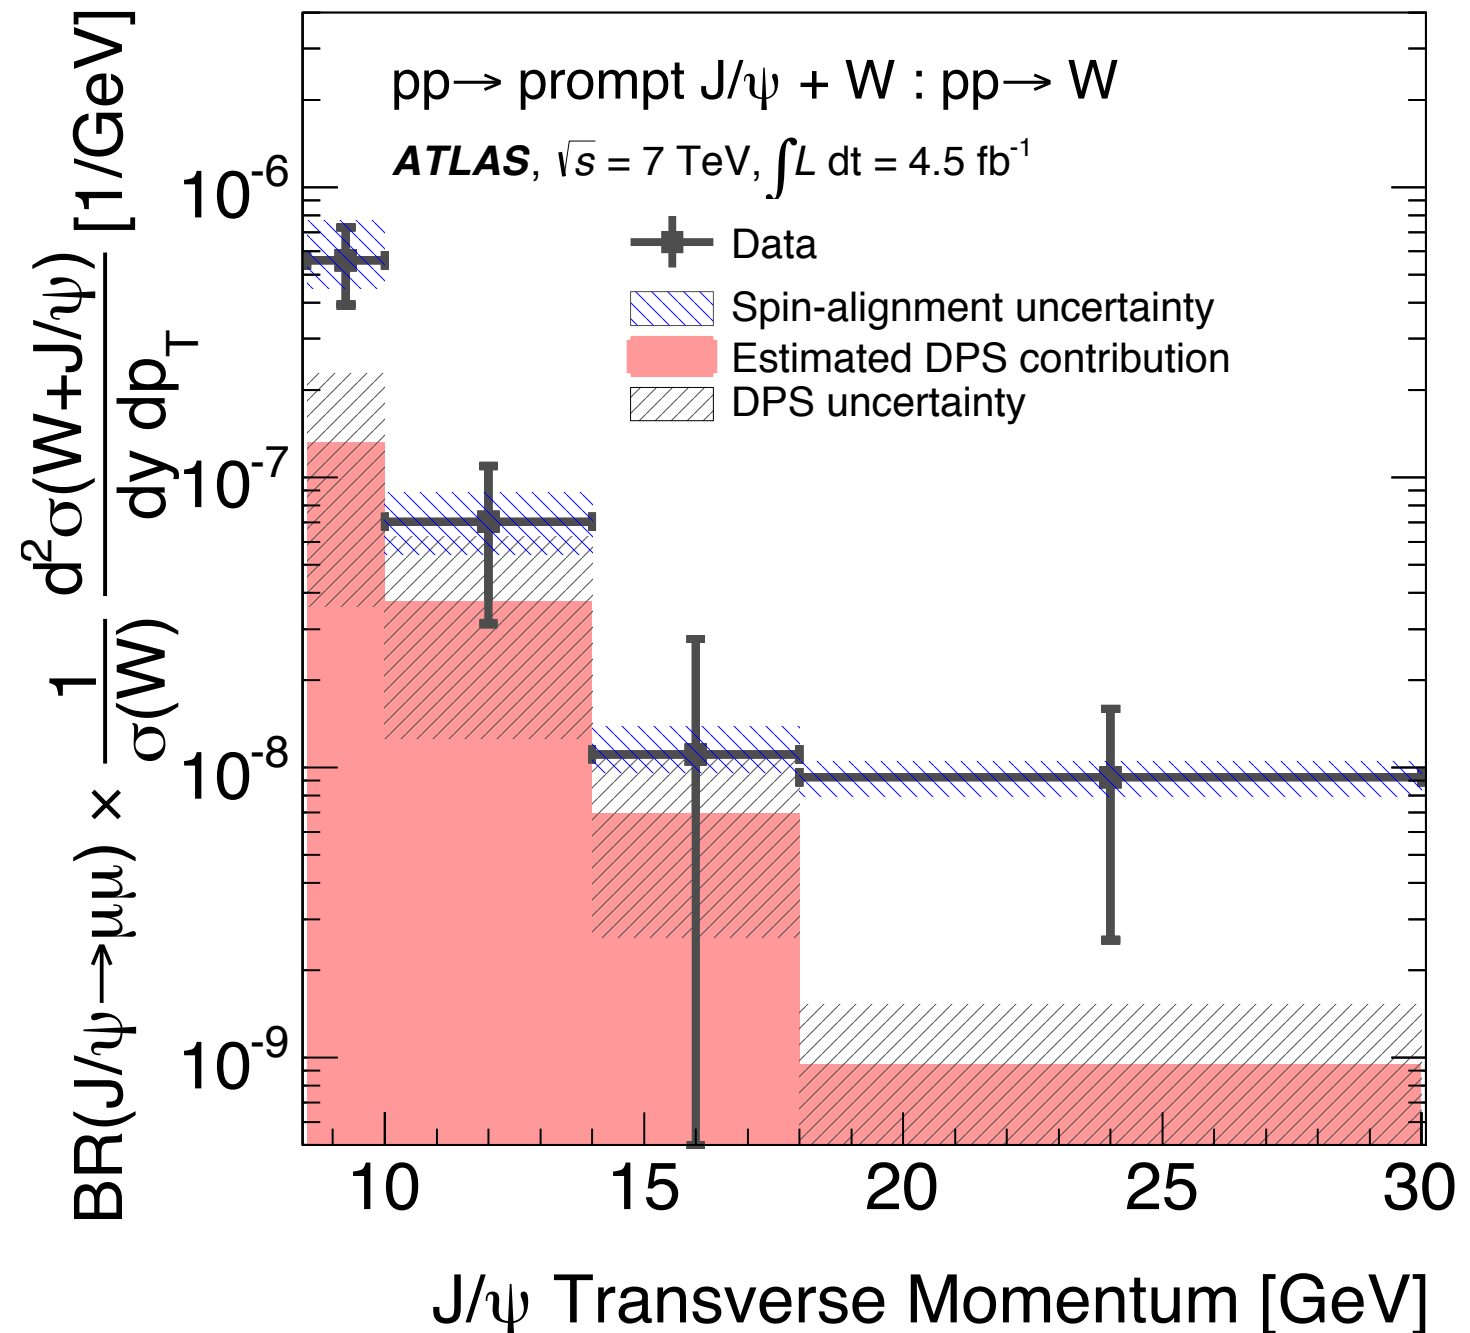 pp→ prompt J/ψ + W : pp→ W
ATLAS, √s = 7 TeV, ∫L dt = 4.5 fb⁻¹
Data
Spin-alignment uncertainty
Estimated DPS contribution
DPS uncertainty
BR(J/ψ→μμ) × 1/σ(W) d²σ(W+J/ψ)/dy dp_T [1/GeV]
10⁻⁶
10⁻⁷
10⁻⁸
10⁻⁹
10 15 20 25 30
J/ψ Transverse Momentum [GeV]